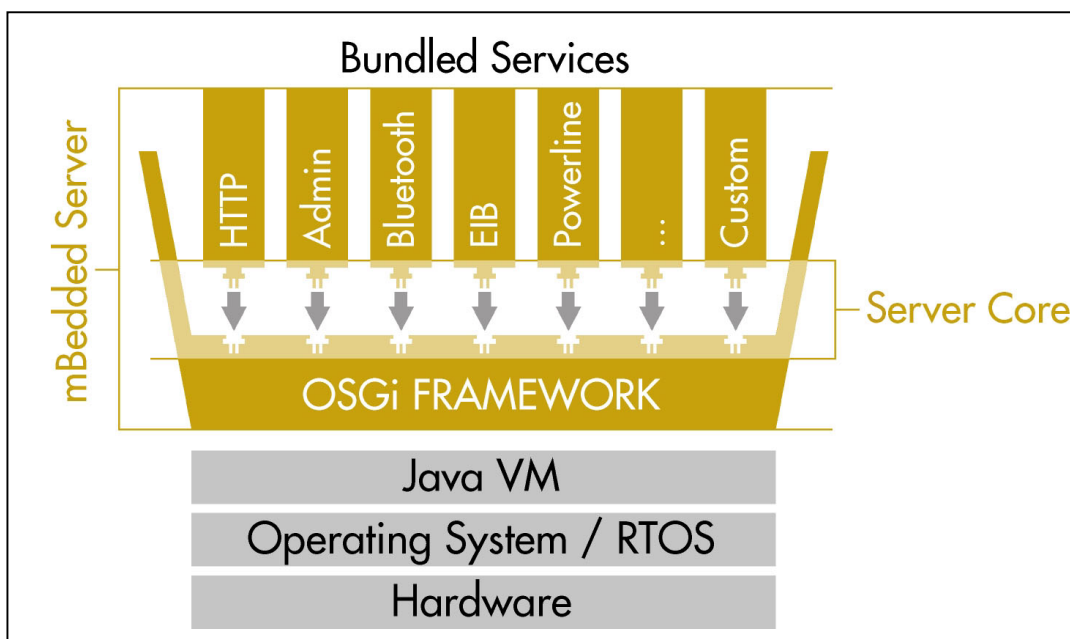 Bundled Services
mBedded Server
HTTP
Admin
Bluetooth
EIB
Powerline
...
Custom
Server Core
OSGi FRAMEWORK
Java VM
Operating System / RTOS
Hardware